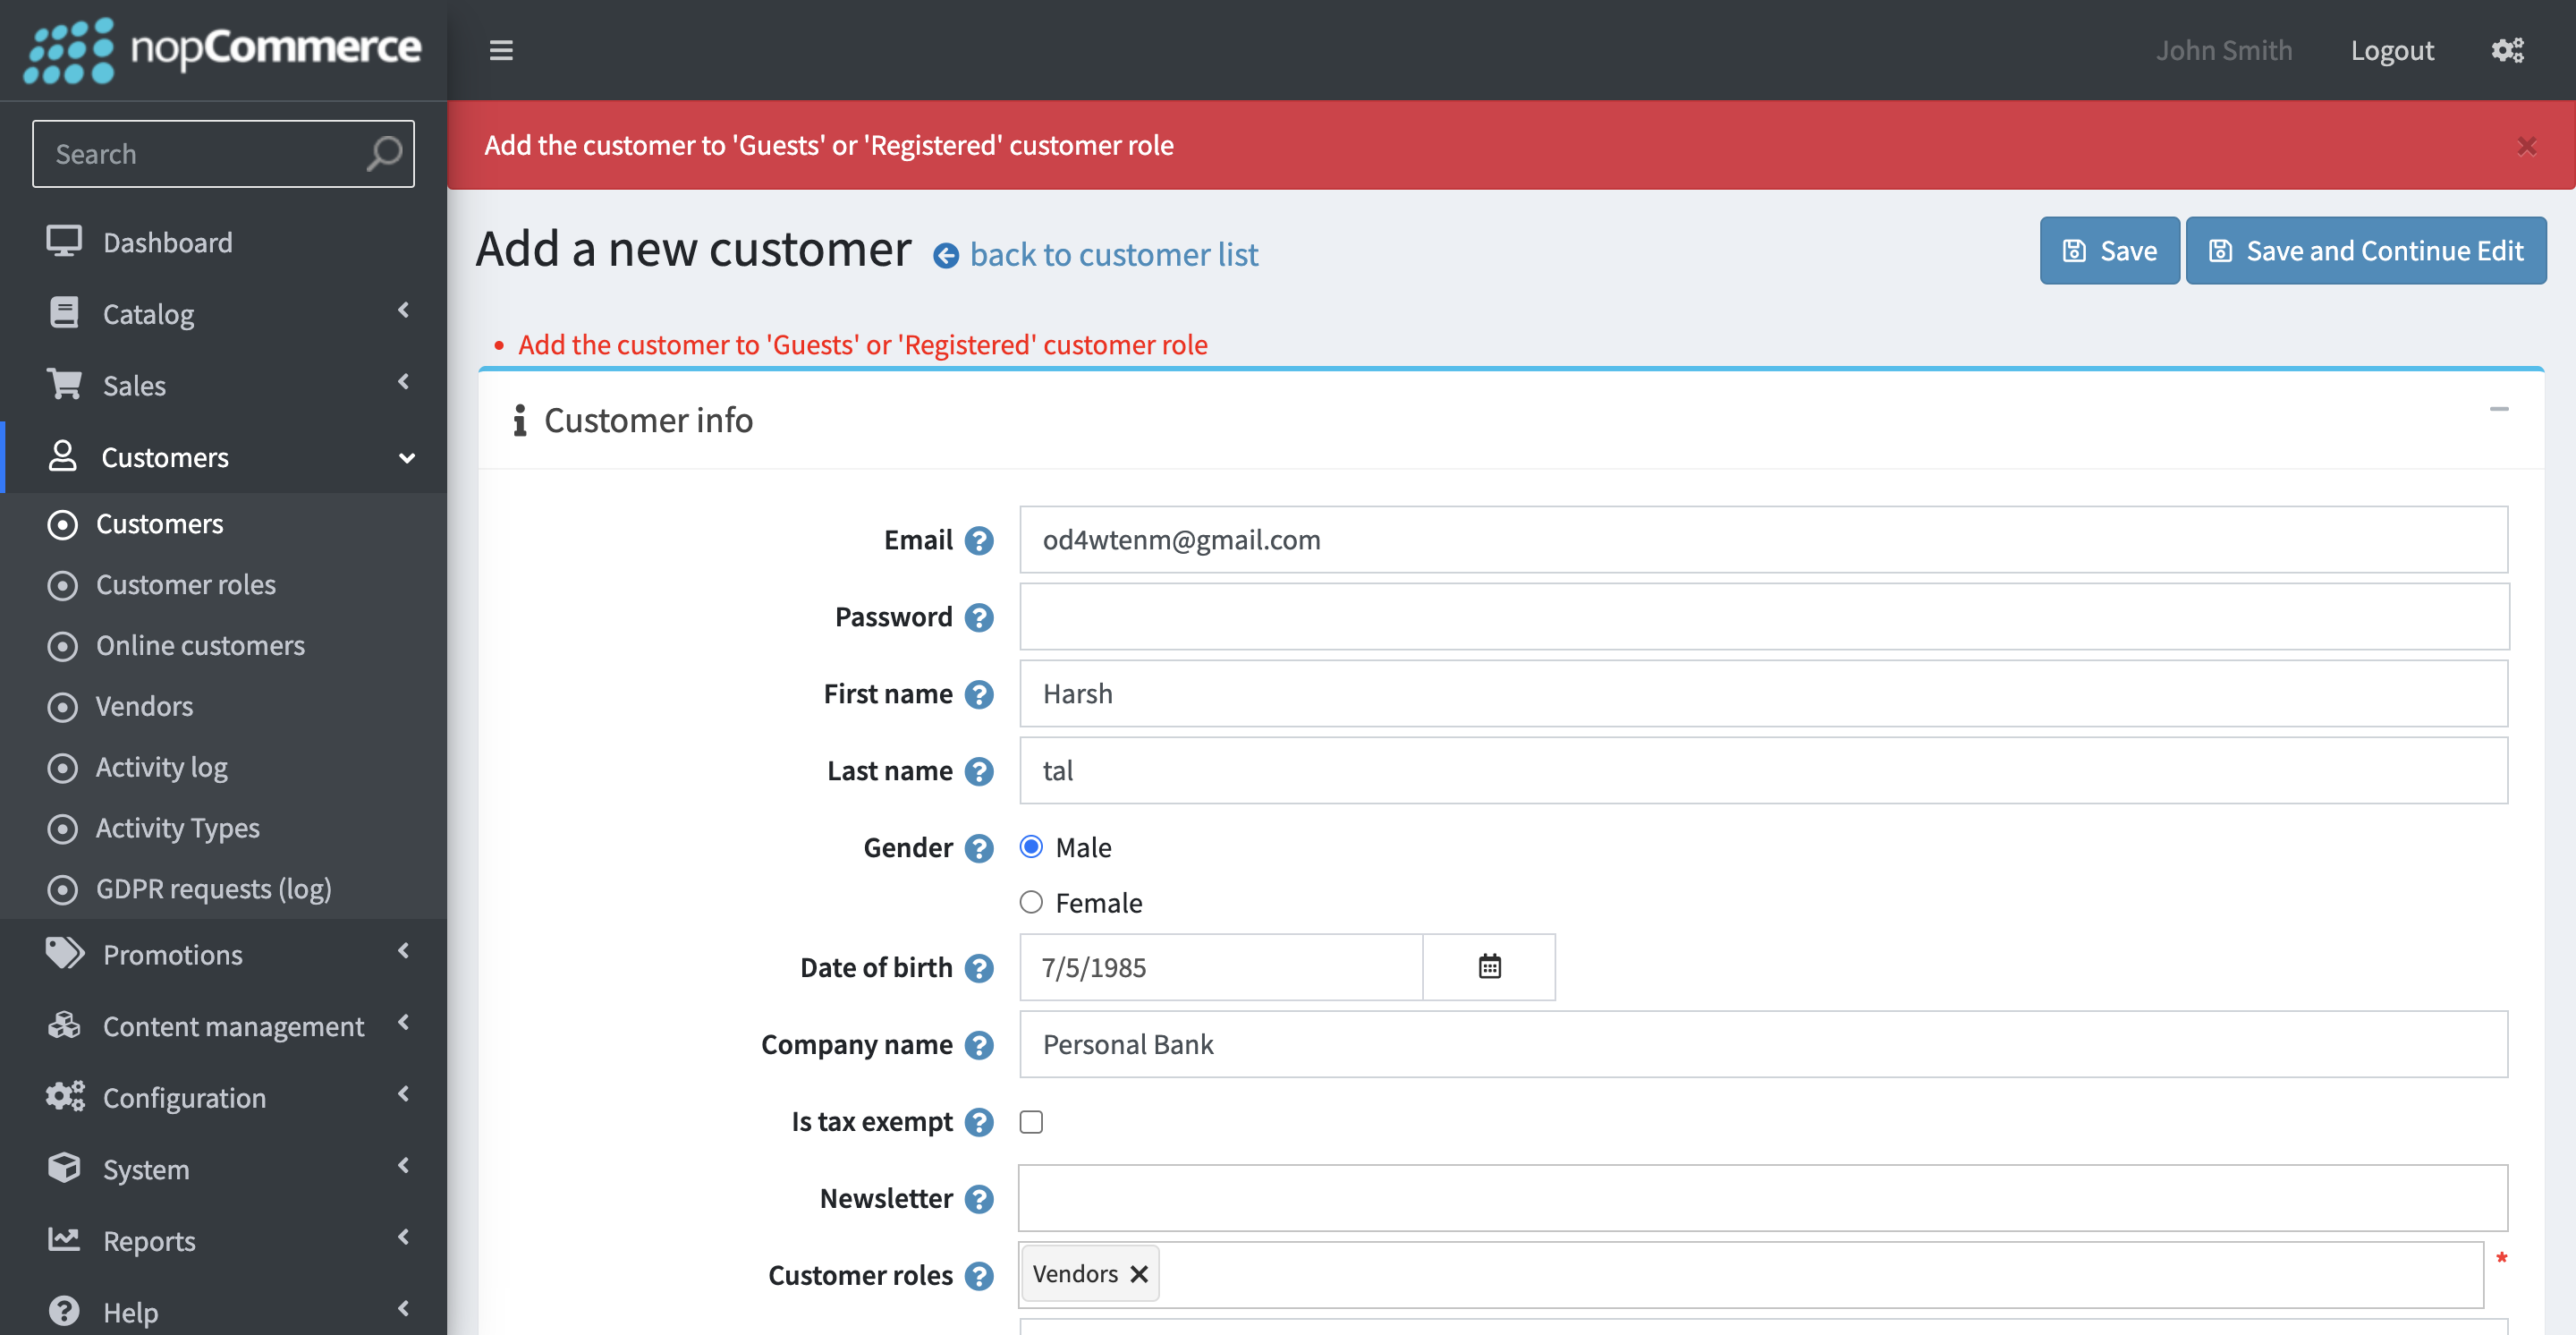 nopCommerce
John Smith
Logout
Search
Add the customer to 'Guests' or 'Registered' customer role
Dashboard
Catalog
Sales
Customers
Customers
Customer roles
Online customers
Vendors
Activity log
Activity Types
GDPR requests (log)
Promotions
Content management
Configuration
System
Reports
Help
Add a new customer
back to customer list
Save
Save and Continue Edit
Add the customer to 'Guests' or 'Registered' customer role
Customer info
Email
od4wtenm@gmail.com
Password
First name
Harsh
Last name
tal
Gender
Male
Female
Date of birth
7/5/1985
Company name
Personal Bank
Is tax exempt
Newsletter
Customer roles
Vendors
*